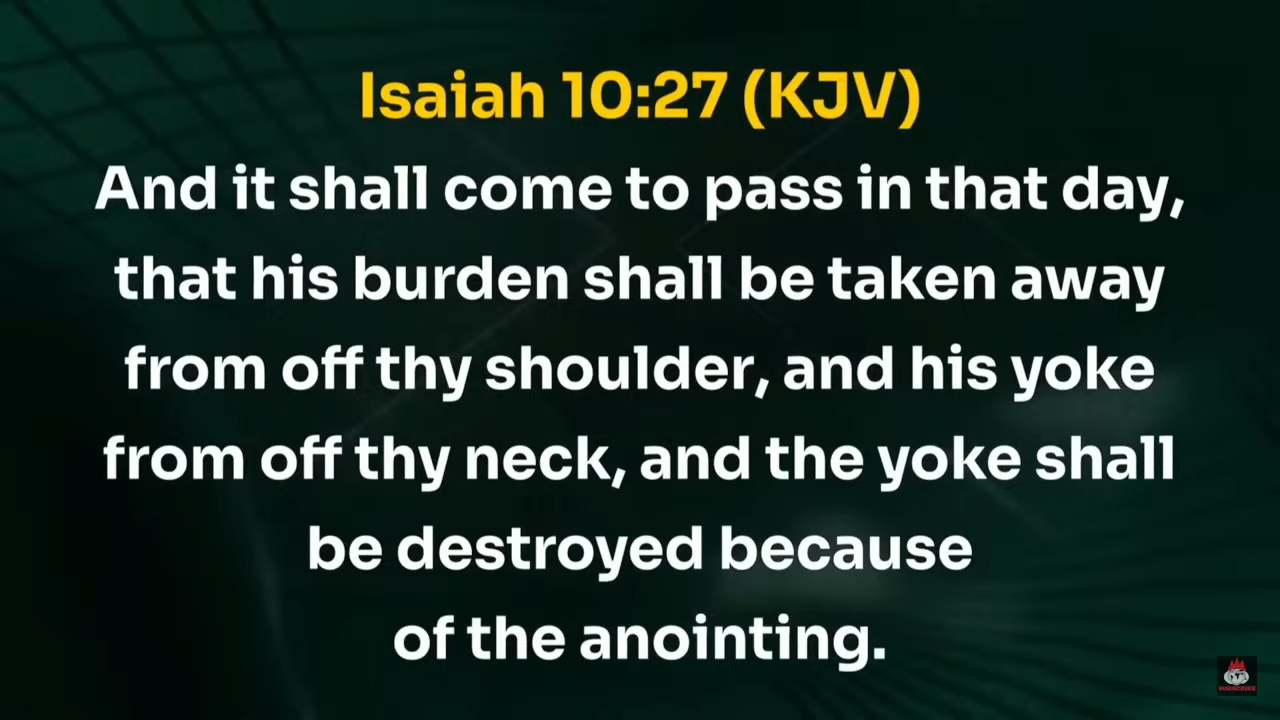 Isaiah 10:27 (KJV)
And it shall come to pass in that day,
that his burden shall be taken away
from off thy shoulder, and his yoke
from off thy neck, and the yoke shall
be destroyed because
of the anointing.
SUBSCRIBE